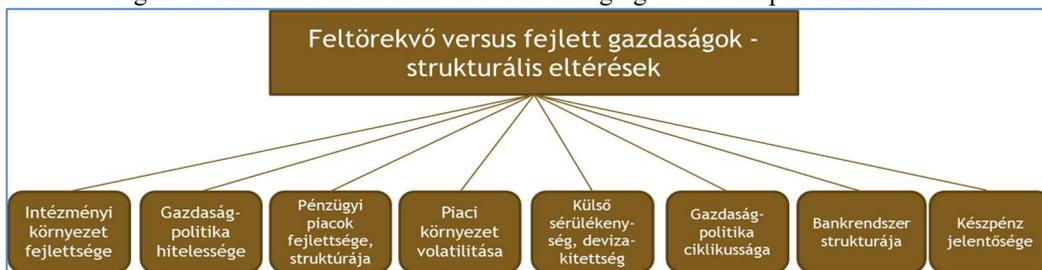 Feltörekvő versus fejlett gazdaságok -
strukturális eltérések
Intézményi
környezet
fejlettsége
Gazdaság-
politika
hitelessége
Pénzügyi
piacok
fejlettsége,
struktúrája
Piaci
környezet
volatilitása
Külső
sérülékeny-
ség, deviza-
kitettség
Gazdaság-
politika
ciklikussága
Bankrendszer
strukturája
Készpénz
jelentősége